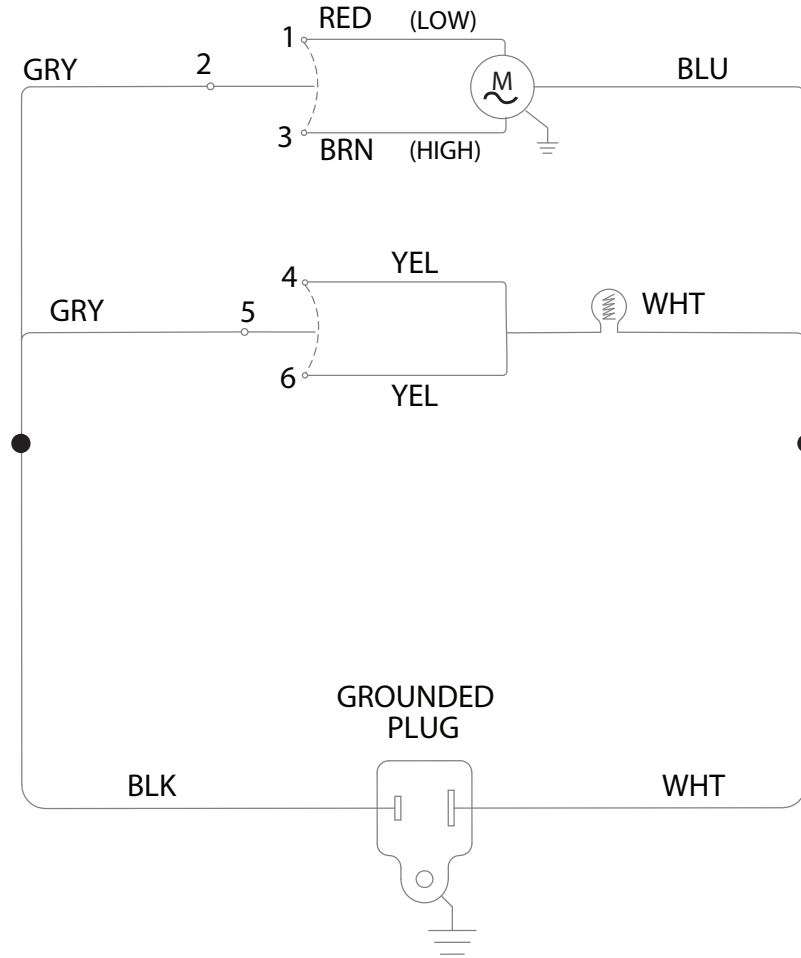 RED (LOW)
1
GRY
2
M
BLU
3
BRN (HIGH)
YEL
4
GRY
5
WHT
6
YEL
GROUNDED
PLUG
BLK
WHT